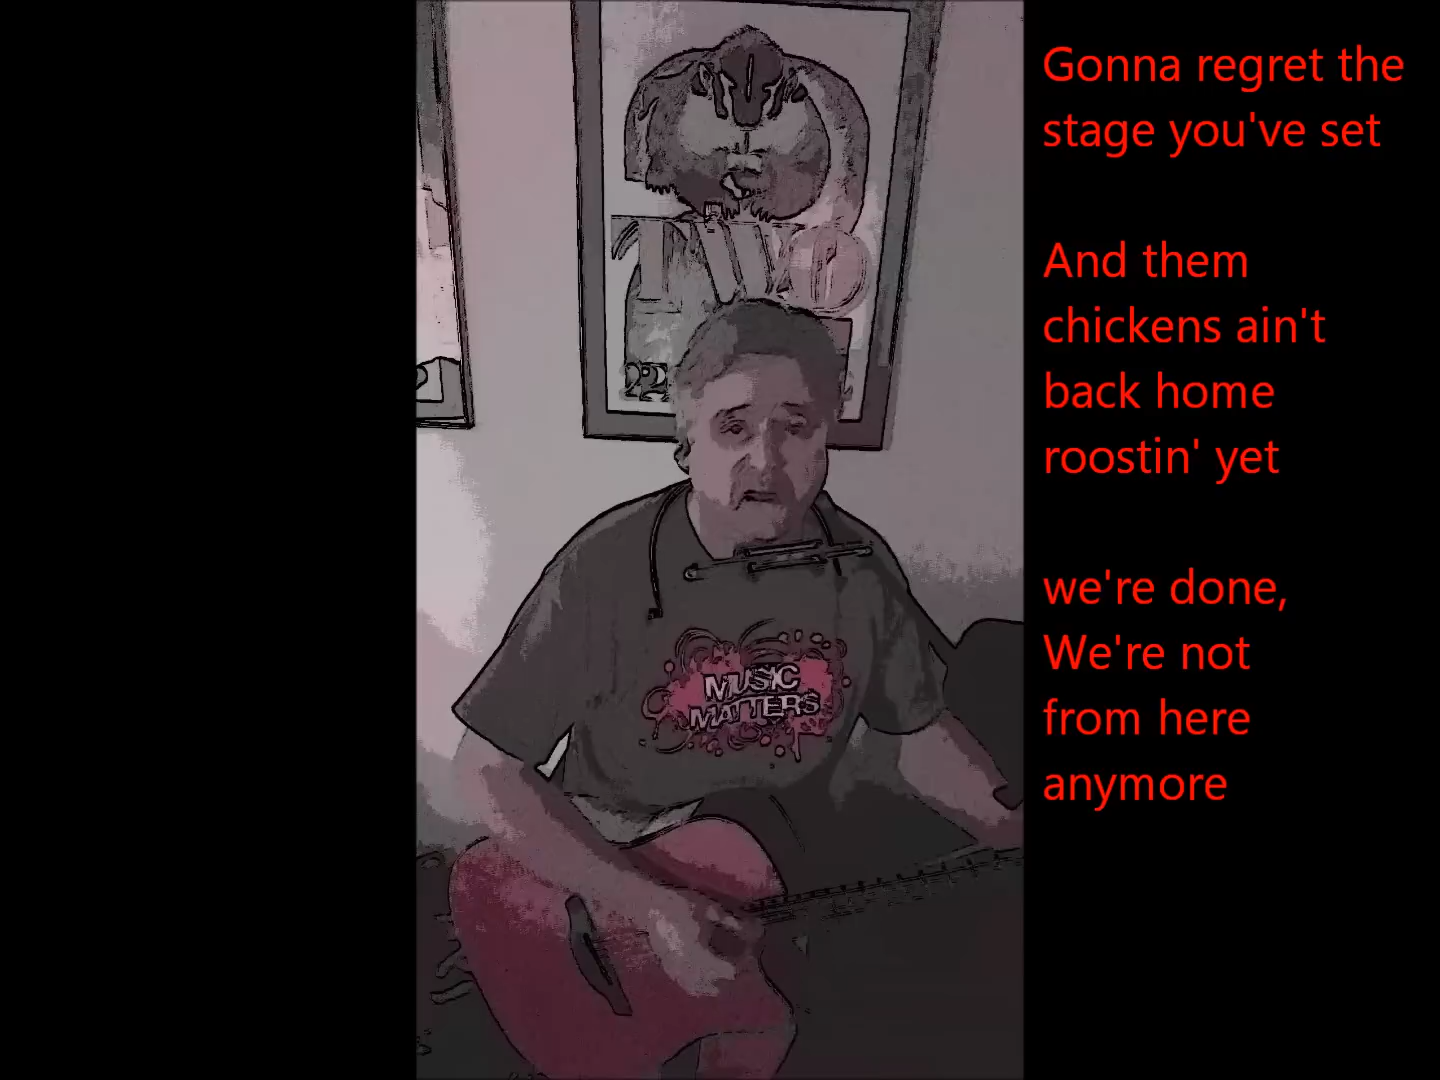 Gonna regret the
stage you've set
And them
chickens ain't
back home
roostin' yet
we're done,
We're not
from here
anymore
MUSIC
MATTERS